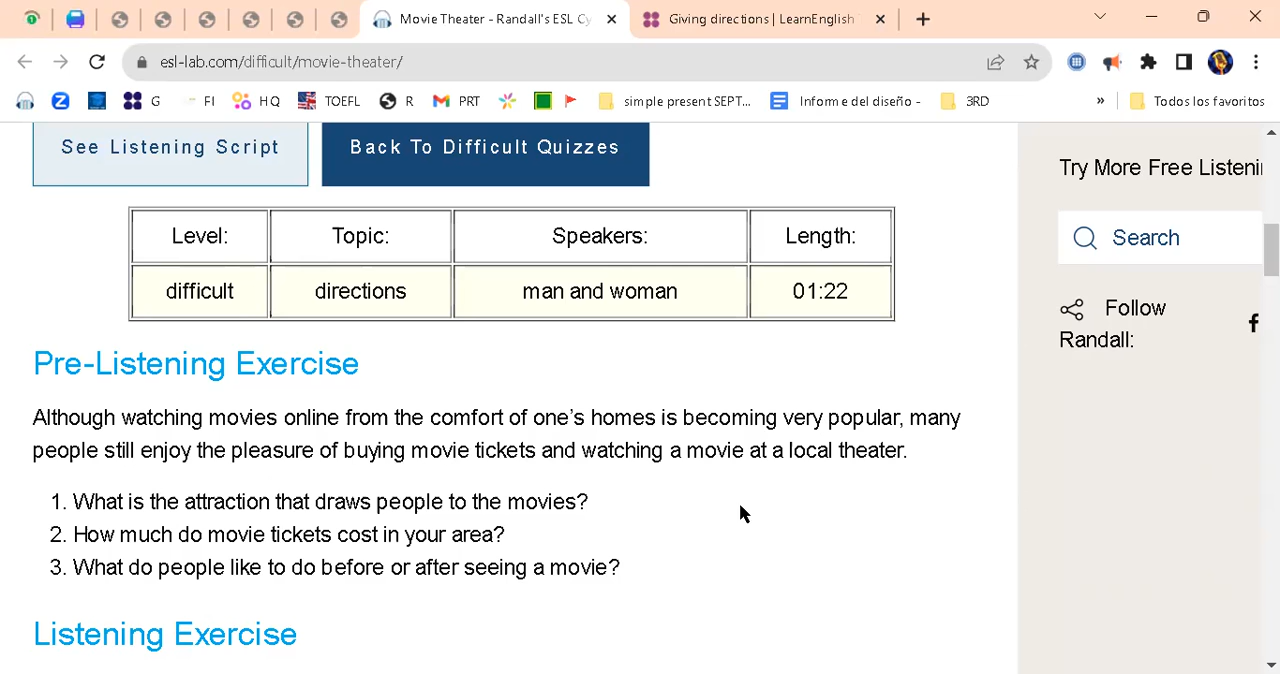 Movie Theater - Randall's ESL Cy
Giving directions | LearnEnglish
esl-lab.com/difficult/movie-theater/
G FI H Q TOEFL R PRT simple present SEPT... Informe del diseño - 3RD » Todos los favoritos
See Listening Script Back To Difficult Quizzes
Try More Free Listenin
Level: Topic: Speakers: Length:
Search
difficult directions man and woman 01:22
Follow
Randall:
Pre-Listening Exercise
Although watching movies online from the comfort of one's homes is becoming very popular, many
people still enjoy the pleasure of buying movie tickets and watching a movie at a local theater.
1. What is the attraction that draws people to the movies?
2. How much do movie tickets cost in your area?
3. What do people like to do before or after seeing a movie?
Listening Exercise